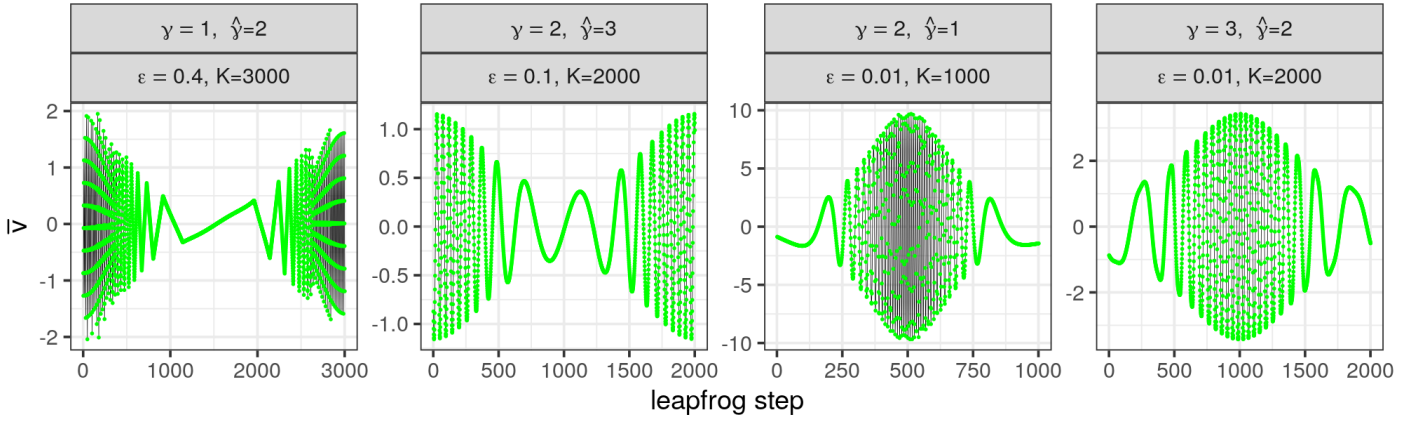 γ = 1, γ̂=2
γ = 2, γ̂=3
γ = 2, γ̂=1
γ = 3, γ̂=2
ε = 0.4, K=3000
ε = 0.1, K=2000
ε = 0.01, K=1000
ε = 0.01, K=2000
2
1
0
-1
-2
1.0
0.5
0.0
-0.5
-1.0
10
5
0
-5
-10
2
0
-2
v̅
0 1000 2000 3000
0 500 1000 1500 2000
0 250 500 750 1000
0 500 1000 1500 2000
leapfrog step